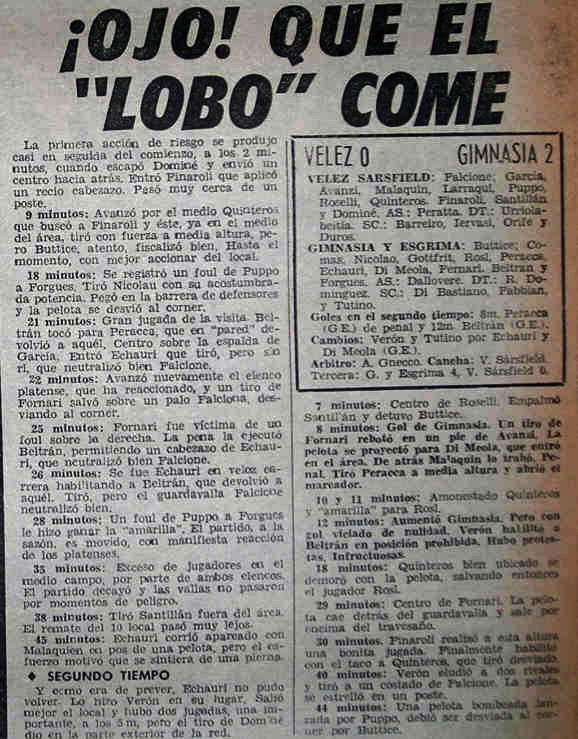 ¡OJO! QUE EL
"LOBO" COME
La primera acción de riesgo se produjo
casi en seguida del comienzo, a los 2 mi-
nutos, cuando escapó Dominé y envió un
centro hacia atrás. Entró Finaroli que aplicó
un recio cabezazo. Pasó muy cerca de un
poste.
9 minutos: Avanzó por el medio Quinteros
que buscó a Finaroli y éste, ya en el medio
del área, tiró con fuerza a media altura, pe-
ro Buttice, atento, fiscalizó bien. Hasta el
momento, con mejor accionar del local.
18 minutos: Se registró un foul de Puppo
a Forgues. Tiró Nicolau con su acostumbra-
da potencia. Pegó en la barrera de defensores
y la pelota se desvió al corner.
21 minutos: Gran jugada de la visita. Bel-
trán tocó para Peracca, que en "pared" de-
volvió a aquél. Centro sobre la espalda de
García. Entró Echauri que tiró, pero sin
ri, que neutralizó bien Falcione.
22 minutos: Avanzó nuevamente el elenco
platense, que ha reaccionado, y un tiro de
Fornari salvó sobre un palo Falcione, des-
viando al corner.
25 minutos: Fornari fue víctima de un
foul sobre la derecha. La pena la ejecutó
Beltrán, permitiendo un cabezazo de Echau-
ri, que neutralizó bien Falcione.
26 minutos: Se fue Echauri en veloz ca-
rrera habilitando a Beltrán, que devolvió a
aquél. Tiró, pero el guardavalla Falcione
neutralizó bien.
28 minutos: Un foul de Puppo a Forgues
le hizo ganar la "amarilla". El partido, a la
sazón, es movido, con manifiesta reacción
de los platenses.
35 minutos: Exceso de jugadores en el
medio campo, por parte de ambos elencos.
El partido decayó y las vallas no pasaron
por momentos de peligro.
38 minutos: Tiró Santillán fuera del área.
El remate del 10 local pasó muy lejos.
45 minutos: Echauri corrió apareado con
Malaquien en pos de una pelota, pero el es-
fuerzo motivó que se sintiera de una pierna.
♦ SEGUNDO TIEMPO
Y como era de prever, Echauri no pudo
volver. Lo hizo Verón en su lugar. Salió
mejor el local y hubo dos jugadas, una im-
portante, a los 5 m, pero el tiro de Dominé
dio en la parte exterior de la red.
VELEZ 0 GIMNASIA 2
VELEZ SARSFIELD: Falcione; García,
Avanzi, Malaquín, Larraquí, Puppo,
Roselli, Quinteros. Finaroli, Santillán
y Dominé. AS.: Peratta. DT.: Urriola-
beitia. SC.: Barreiro, Iervasi, Orife y
Duros.
GIMNASIA Y ESGRIMA: Buttice; Co-
mas, Nicolao, Gottfrit, Rosl, Peracca,
Echauri, Di Meola, Fernari. Beltrán y
Forgues. AS.: Dallovere. DT.: R. Do-
mínguez. SC.: Di Bastiano, Fabbian,
y Tutino.
Goles en el segundo tiempo: 8m. Peracca
(G.E.) de penal y 12m. Beltrán (G.E.).
Cambios: Verón y Tutino por Echauri y
Di Meola (G.E.).
Arbitro: A. Gnecco. Cancha: V. Sársfield.
Tercera: G. y Esgrima 4, V. Sársfield 0.
7 minutos: Centro de Roselli. Empalmó
Santillán y detuvo Buttice.
8 minutos: Gol de Gimnasia. Un tiro de
Fornari rebotó en un pie de Avanzi. La
pelota se proyectó para Di Meola, que entró
en el área. De atrás Malaquín lo trabó. Pe-
nal. Tiró Peracca a media altura y abrió el
marcador.
10 y 11 minutos: Amonestado Quinteros
y "amarilla" para Rosl.
12 minutos: Aumentó Gimnasia. Pero con
gol viciado de nulidad. Verón habilitó a
Beltrán en posición prohibida. Hubo protes-
tas. Infructuosas.
18 minutos: Quinteros bien ubicado se
demoró con la pelota, salvando entonces
el jugador Rosl.
29 minutos: Centro de Fornari. La pelo-
ta cae detrás del guardavalla y sale por
encima del travesaño.
30 minutos: Finaroli realizó a esta altura
una bonita jugada. Finalmente habilitó
con el taco a Quinteros, que tiró desviado.
40 minutos: Verón eludió a dos rivales
y tiró a un costado de Falcione. La pelota
se estrelló en un poste.
44 minutos: Una pelota bombeada lan-
zada por Puppo, debió ser desviada al cor-
ner por Buttice.